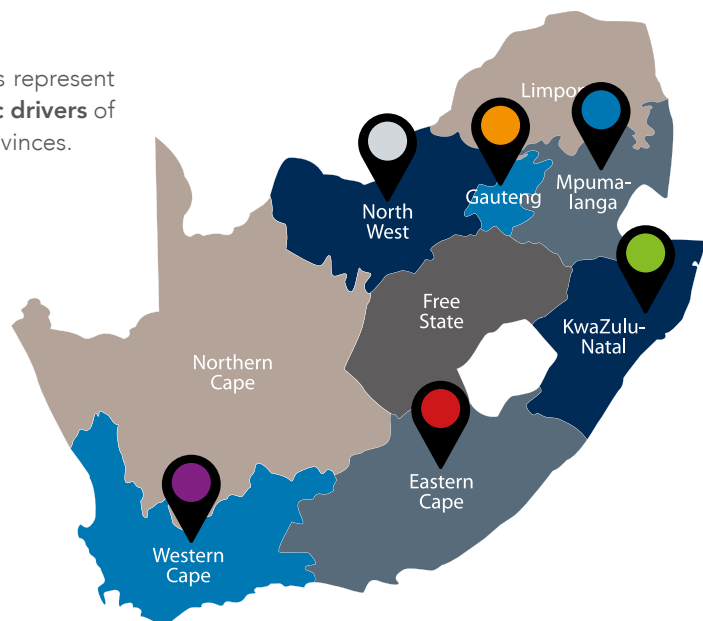 s represent
c drivers of
vinces.
Limpopo
Mpuma-
langa
Gauteng
North
West
Free
State
KwaZulu-
Natal
Northern
Cape
Eastern
Cape
Western
Cape